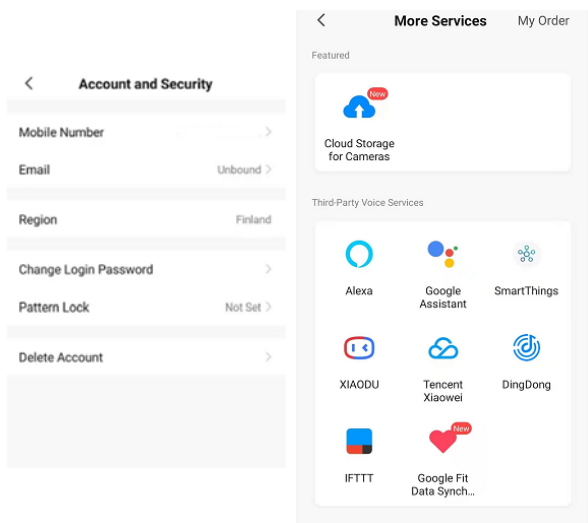 Account and Security
Mobile Number
Email Unbound
Region Finland
Change Login Password
Pattern Lock Not Set
Delete Account
More Services My Order
Featured
New
Cloud Storage
for Cameras
Third-Party Voice Services
Alexa
Google
Assistant
SmartThings
XIAODU
Tencent
Xiaowei
DingDong
IFTTT
New
Google Fit
Data Synch...